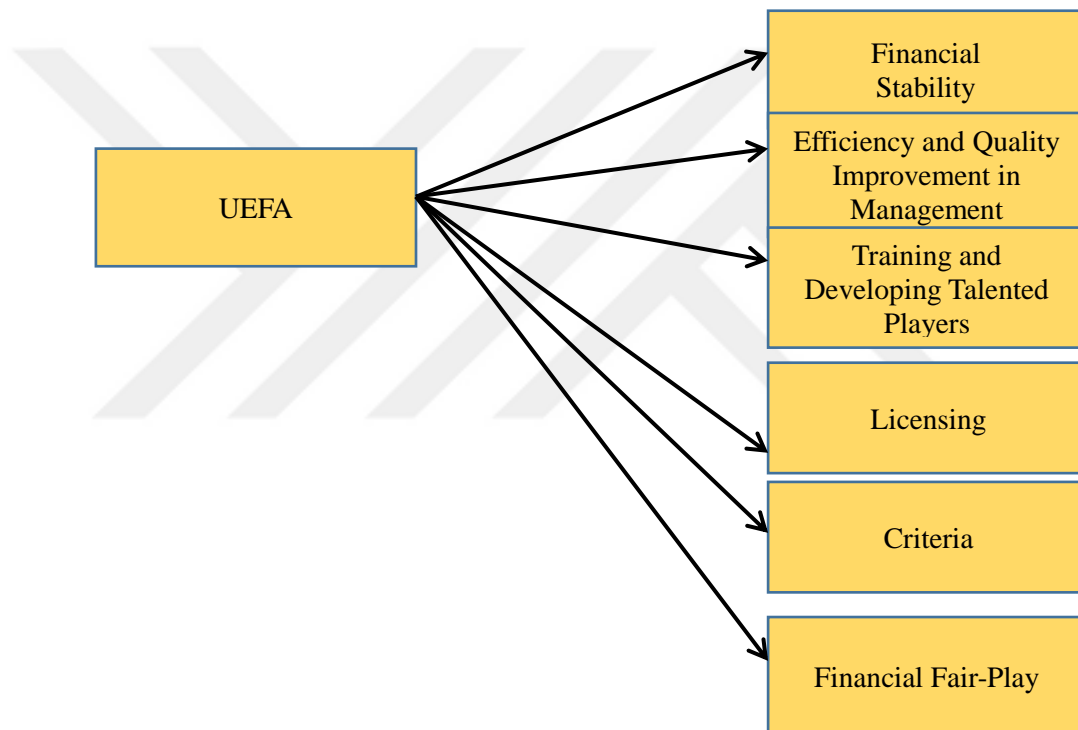 Financial
Stability
Efficiency and Quality
Improvement in
Management
UEFA
Training and
Developing Talented
Players
Licensing
Criteria
Financial Fair-Play